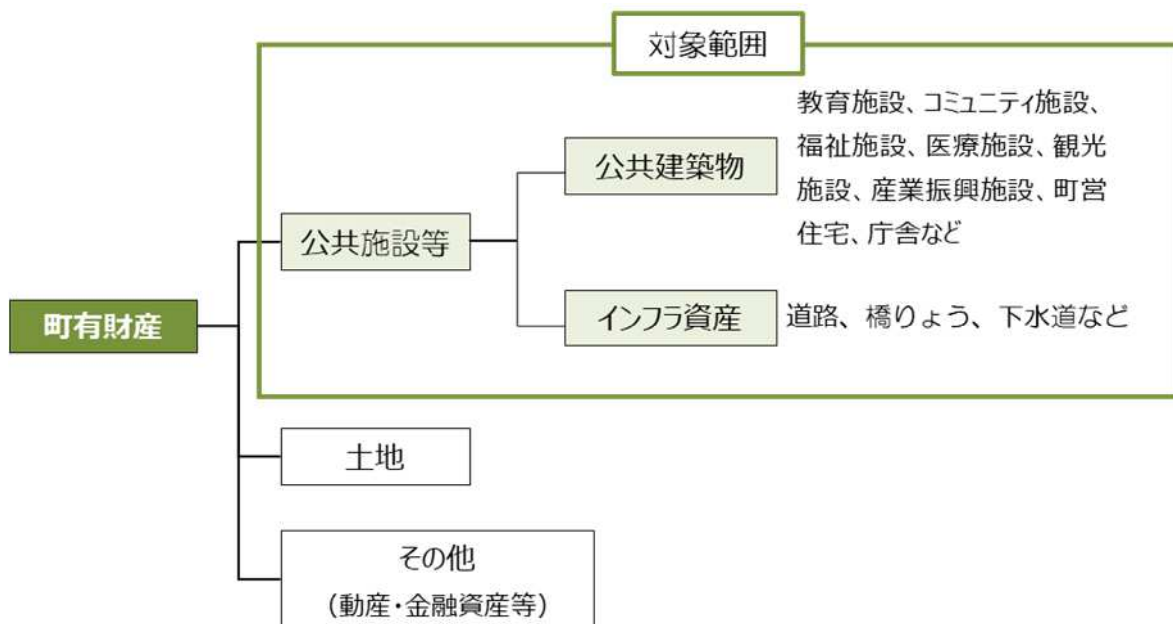 対象範囲
教育施設、コミュニティ施設、
福祉施設、医療施設、観光
施設、産業振興施設、町営
住宅、庁舎など
公共建築物
公共施設等
インフラ資産
道路、橋りょう、下水道など
町有財産
土地
その他
(動産・金融資産等)